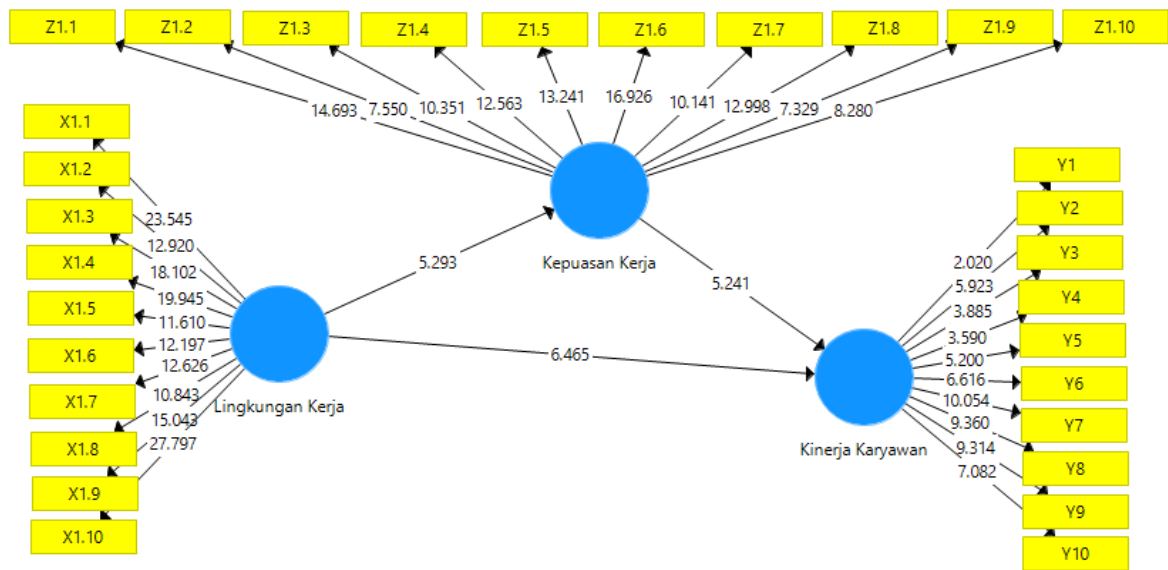 Z1.1 Z1.2 Z1.3 Z1.4 Z1.5 Z1.6 Z1.7 Z1.8 Z1.9 Z1.10
14.693 7.550 10.351 12.563 13.241 16.926 10.141 12.998 7.329 8.280
X1.1
X1.2
X1.3
X1.4
X1.5
X1.6
X1.7
X1.8
X1.9
X1.10
23.545
12.920
18.102
19.945
11.610
12.197
12.626
10.843
15.043
27.797
Lingkungan Kerja
5.293
Kepuasan Kerja
5.241
6.465
Kinerja Karyawan
2.020
5.923
3.885
3.590
5.200
6.616
10.054
9.360
9.314
7.082
Y1
Y2
Y3
Y4
Y5
Y6
Y7
Y8
Y9
Y10